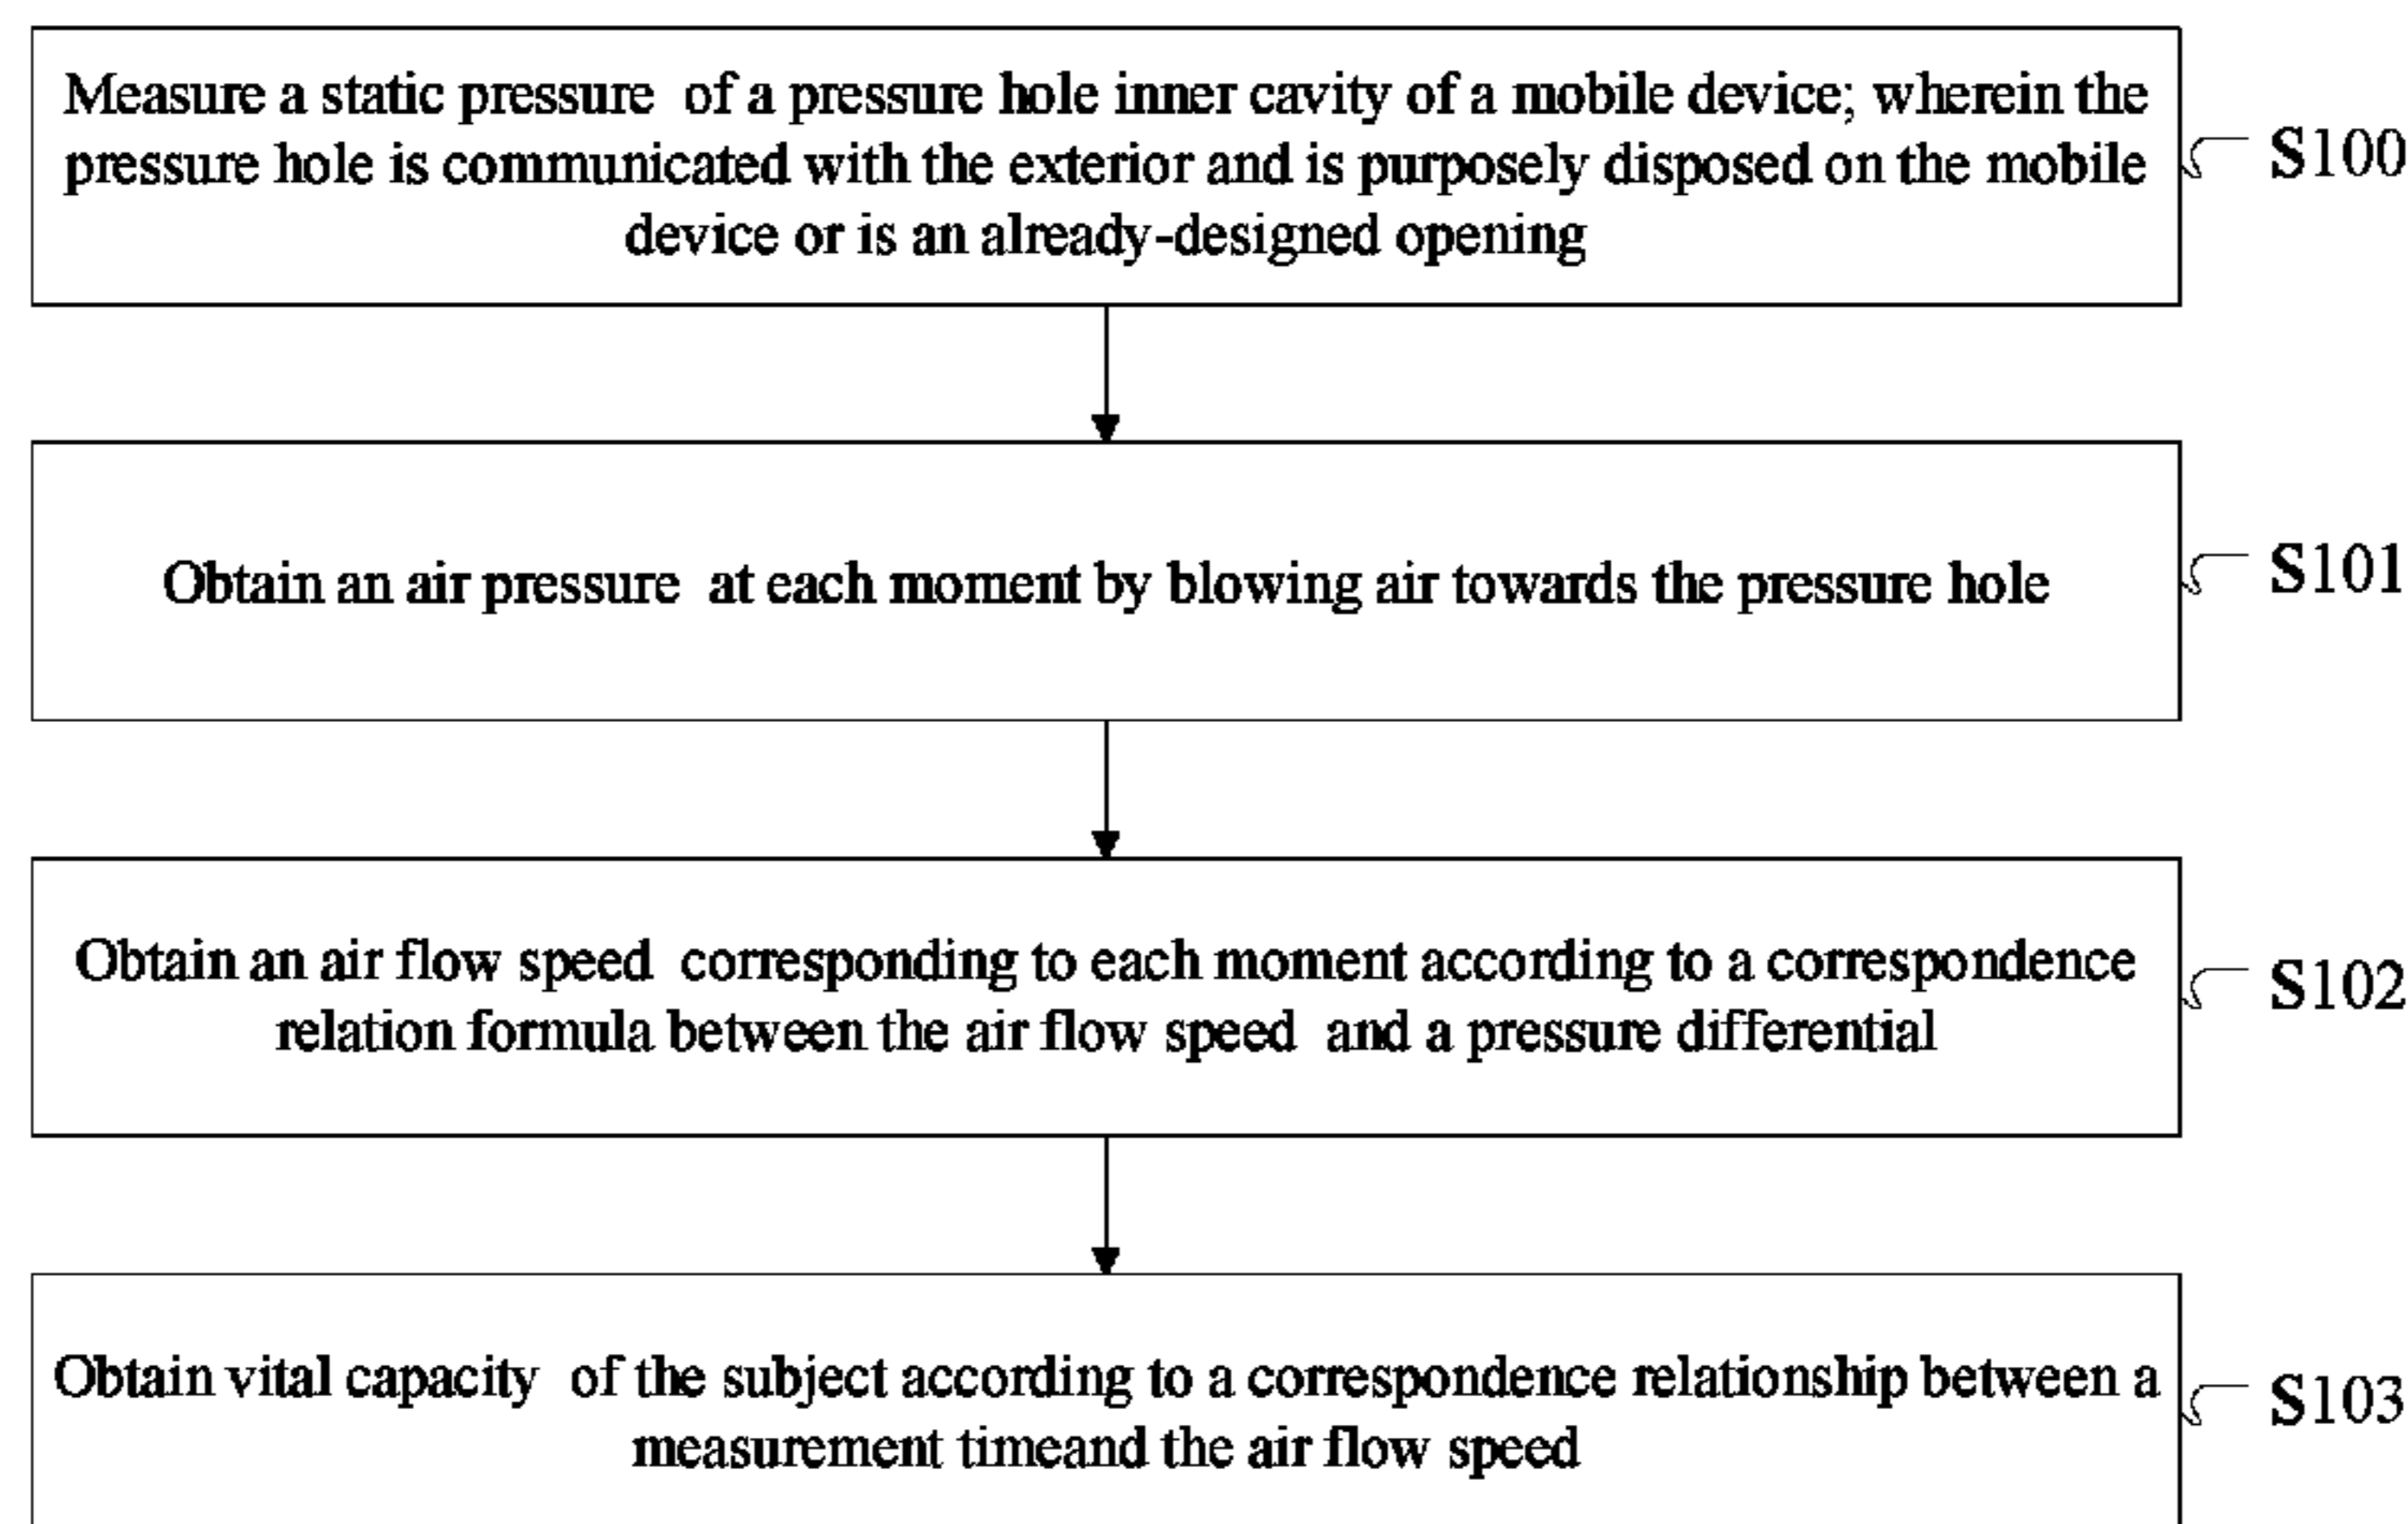 Measure a static pressure of a pressure hole inner cavity of a mobile device; wherein the
pressure hole is communicated with the exterior and is purposely disposed on the mobile
device or is an already-designed opening
S100
Obtain an air pressure at each moment by blowing air towards the pressure hole
S101
Obtain an air flow speed corresponding to each moment according to a correspondence
relation formula between the air flow speed and a pressure differential
S102
Obtain vital capacity of the subject according to a correspondence relationship between a
measurement timeand the air flow speed
S103